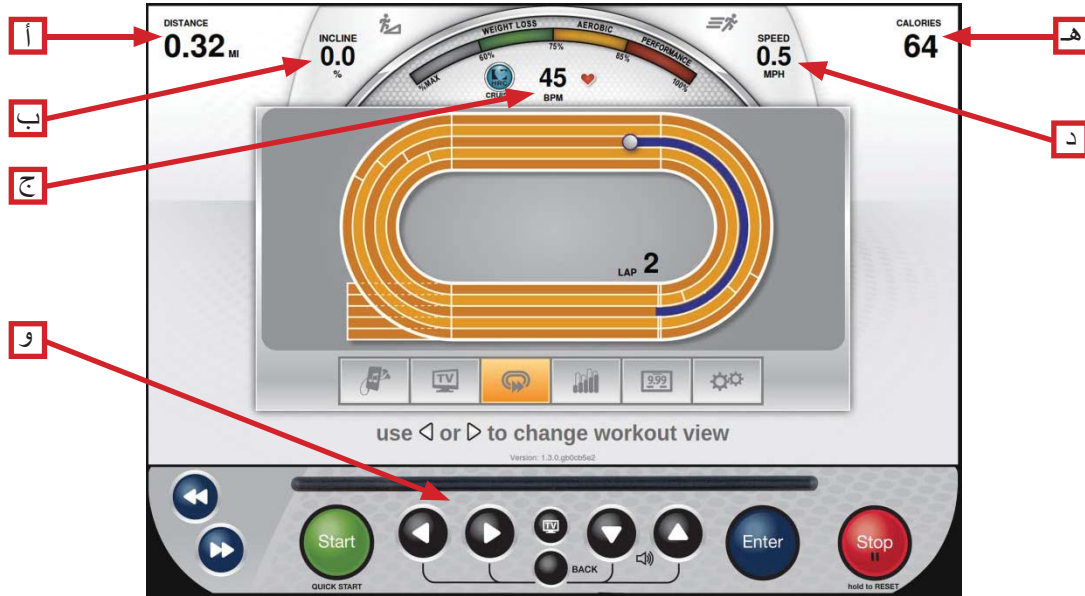 أ
ب
ج
و
هـ
د
DISTANCE
0.32 MI
INCLINE
0.0
%
%MAX
60%
WEIGHT LOSS
75%
AEROBIC
85%
PERFORMANCE
100%
HRC
45
BPM
SPEED
0.5
MPH
CALORIES
64
LAP 2
TV
9.99
use ◁ or ▷ to change workout view
Version: 1.3.0.gb0cb5e2
Start
QUICK START
TV
BACK
Enter
Stop
hold to RESET